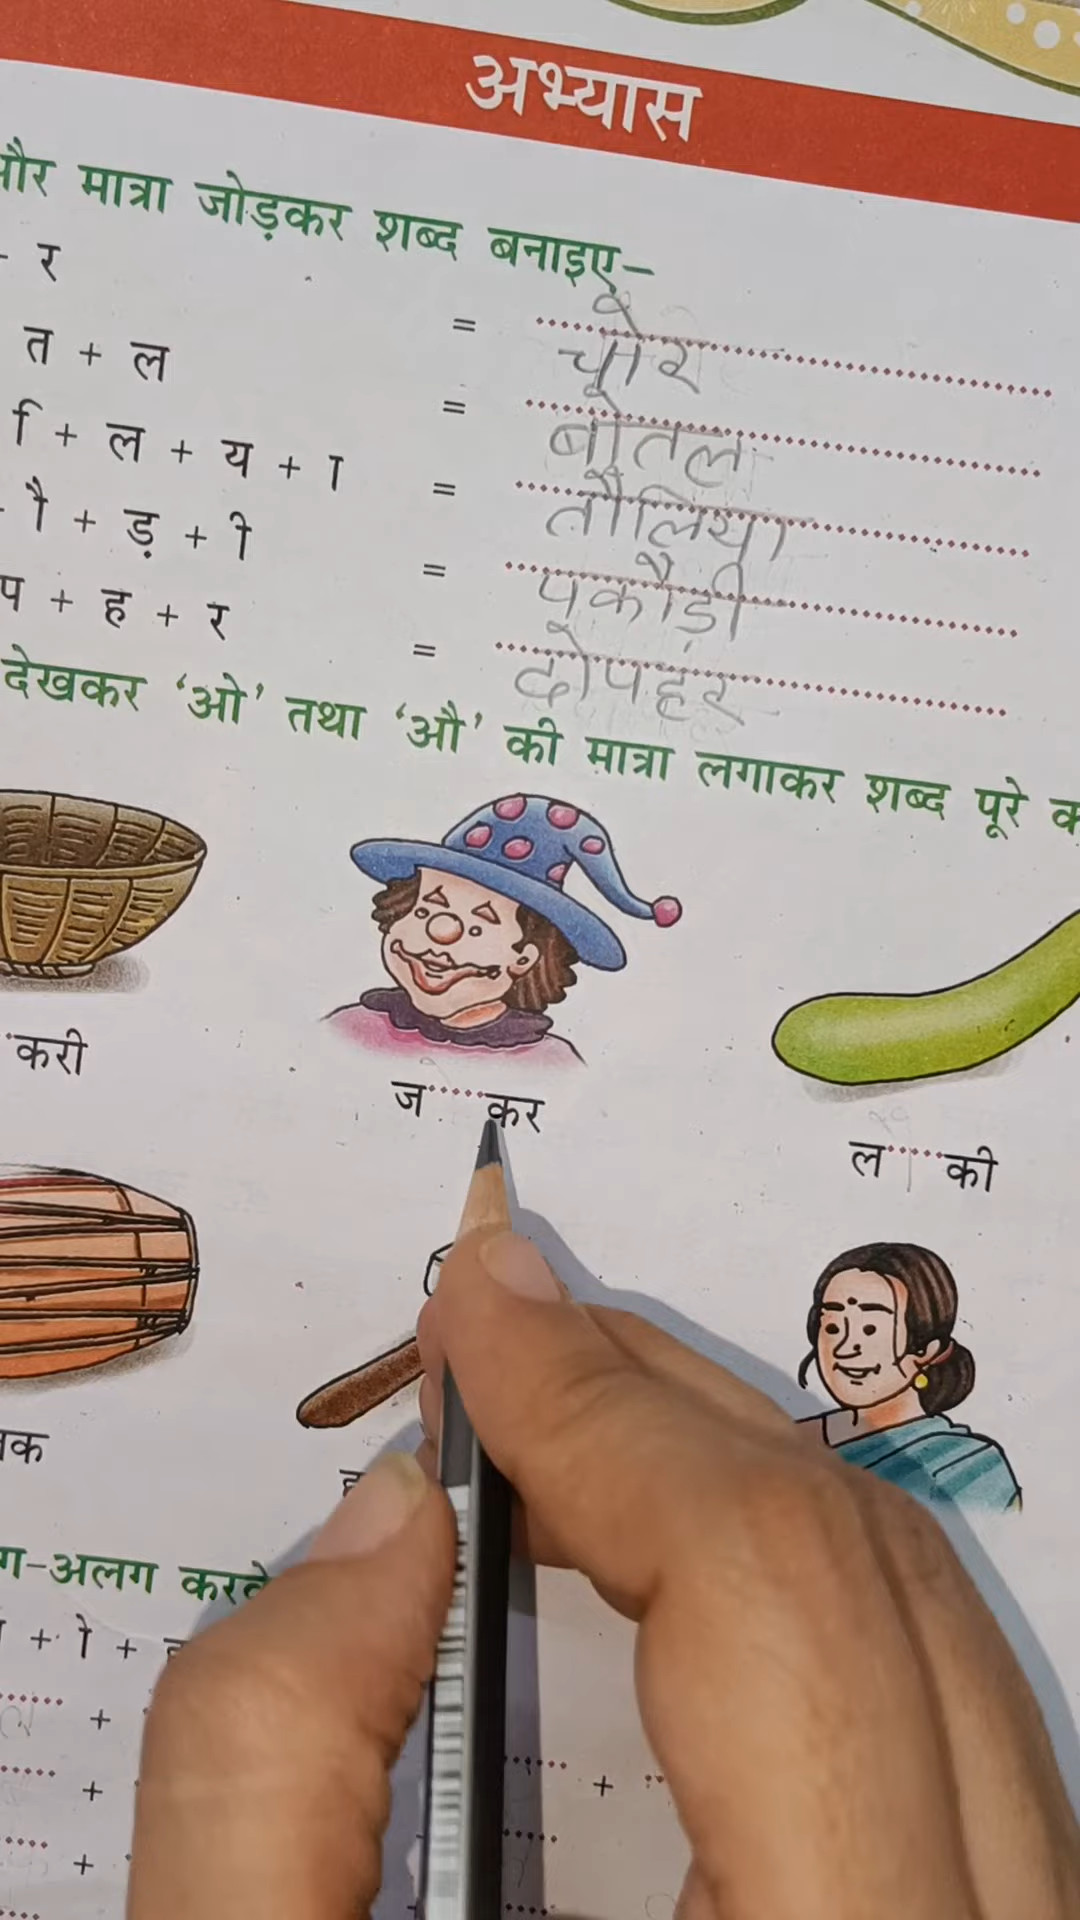 अभ्यास
और मात्रा जोड़कर शब्द बनाइए–
- र = चोर
त + ल = बोतल
ि + ल + य + ा = तौलिया
ौ + ड़ + ी = पकौड़ी
प + ह + र = दोपहर
देखकर ‘ओ’ तथा ‘औ’ की मात्रा लगाकर शब्द पूरे क
करी ज.....कर ल.....की
क
ग-अलग करके
+ ो +
+
+ +
+